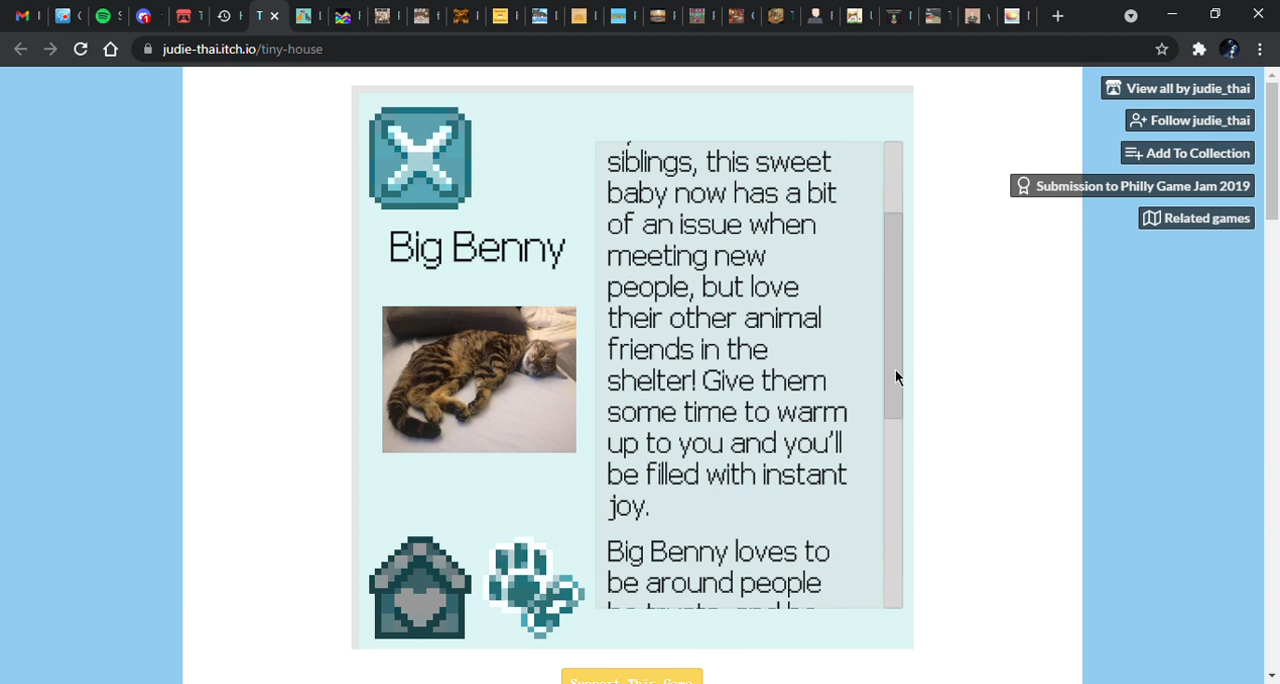 judie-thai.itch.io/tiny-house
View all by judie_thai
Follow judie_thai
Add To Collection
Submission to Philly Game Jam 2019
Related games
Big Benny
siblings, this sweet
baby now has a bit
of an issue when
meeting new
people, but love
their other animal
friends in the
shelter! Give them
some time to warm
up to you and you'll
be filled with instant
joy.
Big Benny loves to
be around people
Support This Game